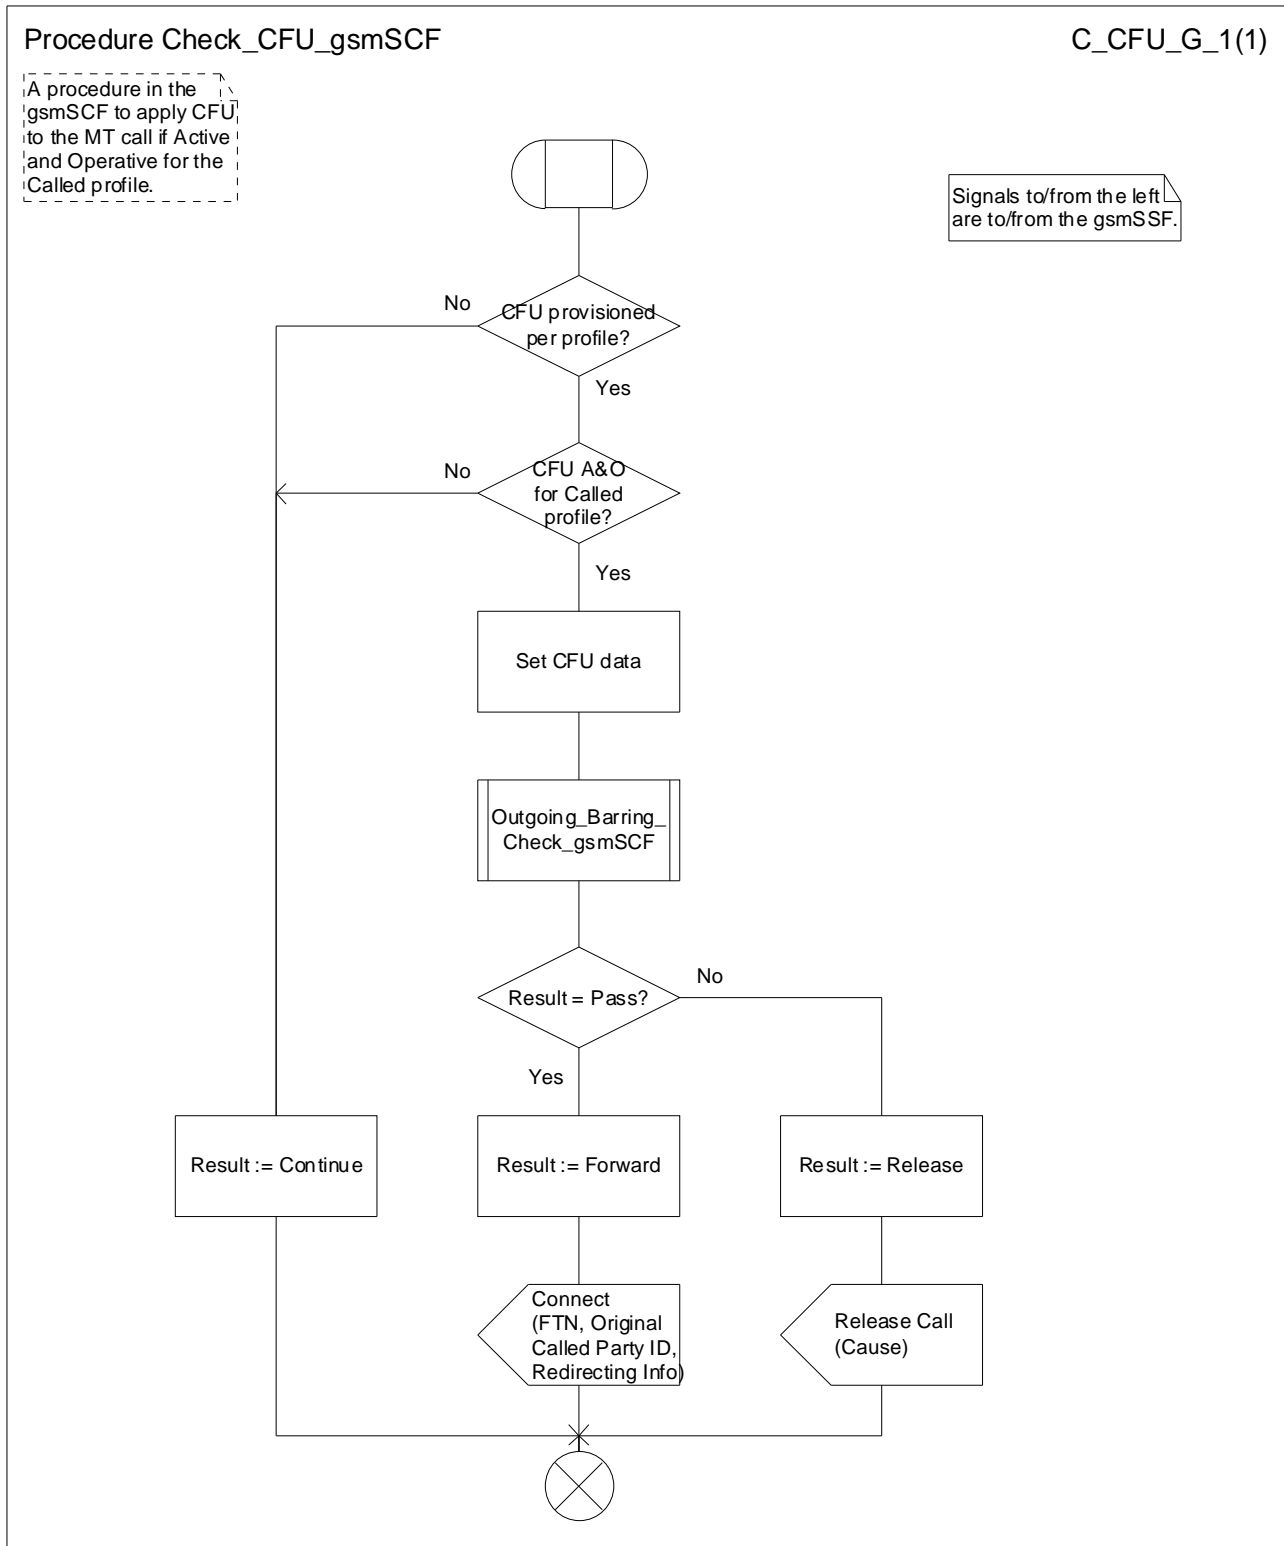 Procedure Check_CFU_gsmSCF
C_CFU_G_1(1)
A procedure in the
gsmSCF to apply CFU
to the MT call if Active
and Operative for the
Called profile.
Signals to/from the left
are to/from the gsmSSF.
No
CFU provisioned
per profile?
Yes
No
CFU A&O
for Called
profile?
Yes
Set CFU data
Outgoing_Barring_
Check_gsmSCF
Result = Pass?
No
Yes
Result := Continue
Result := Forward
Result := Release
Connect
(FTN, Original
Called Party ID,
Redirecting Info)
Release Call
(Cause)